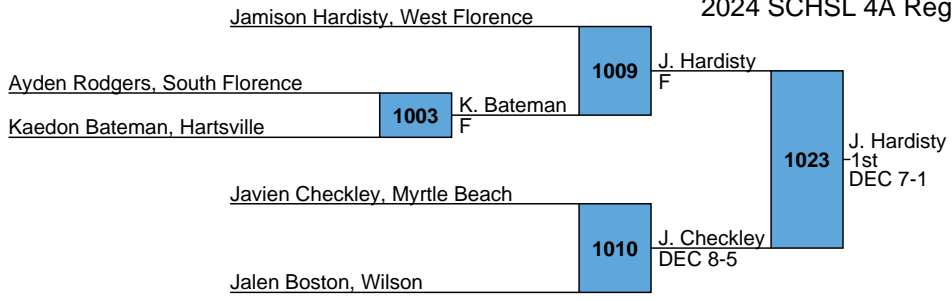 2024 SCHSL 4A Reg
Jamison Hardisty, West Florence
1009
J. Hardisty
F
Ayden Rodgers, South Florence
1003
K. Bateman
F
Kaedon Bateman, Hartsville
1023
J. Hardisty
1st
DEC 7-1
Javien Checkley, Myrtle Beach
1010
J. Checkley
DEC 8-5
Jalen Boston, Wilson